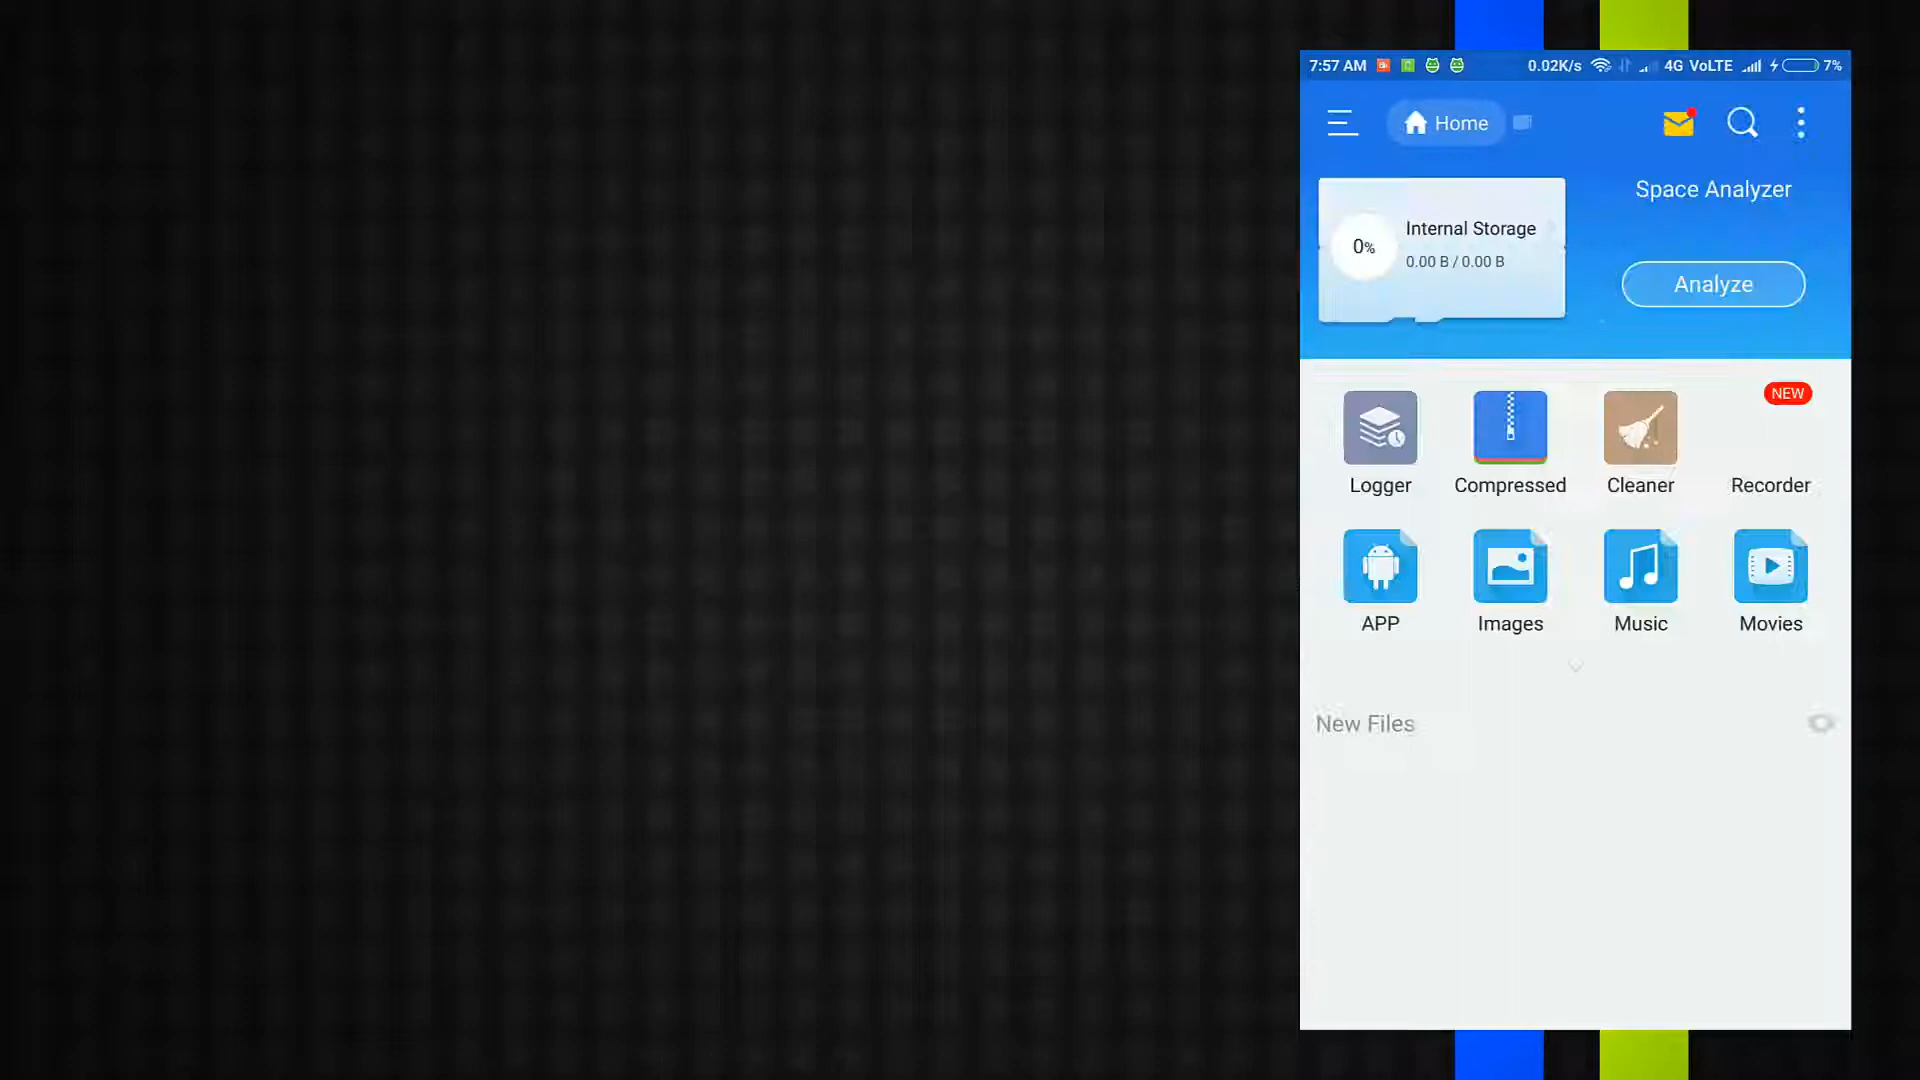 7:57 AM 0.02K/s 4G VoLTE 7%
Home
Space Analyzer
Internal Storage
0%
0.00 B / 0.00 B
Analyze
NEW
Logger Compressed Cleaner Recorder
APP Images Music Movies
New Files